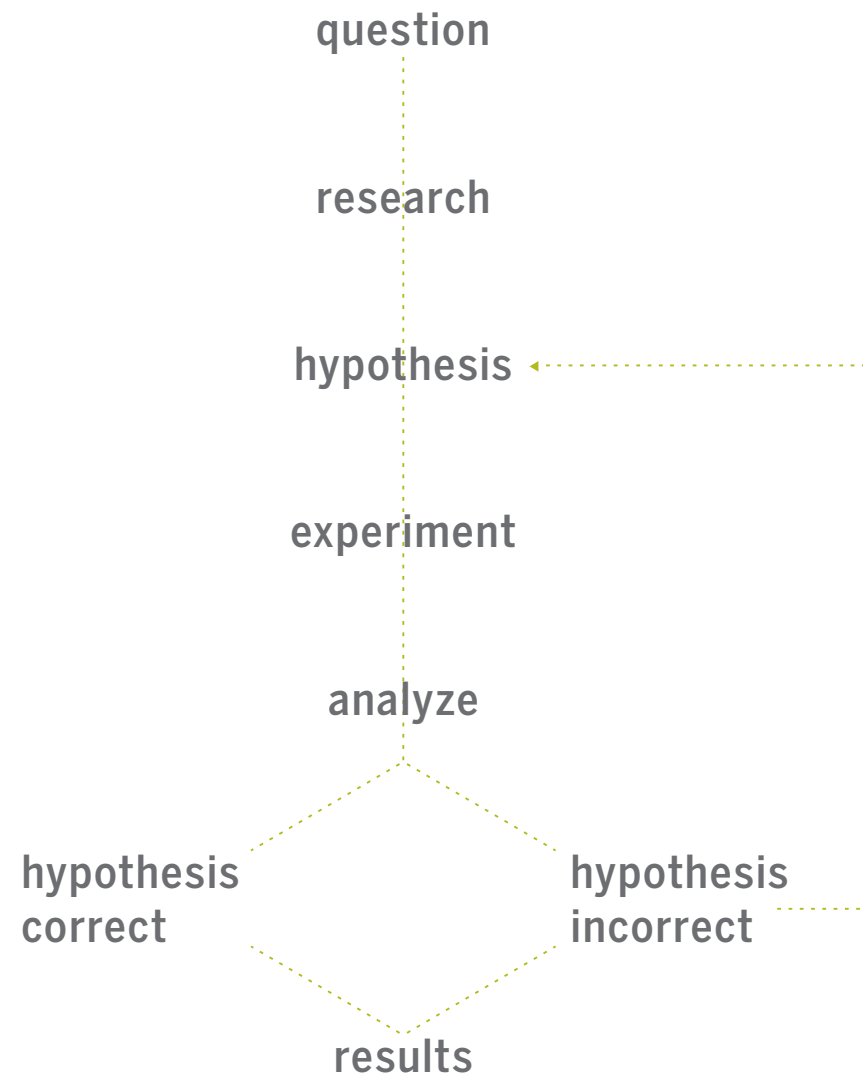 question
research
hypothesis
experiment
analyze
hypothesis
correct
hypothesis
incorrect
results